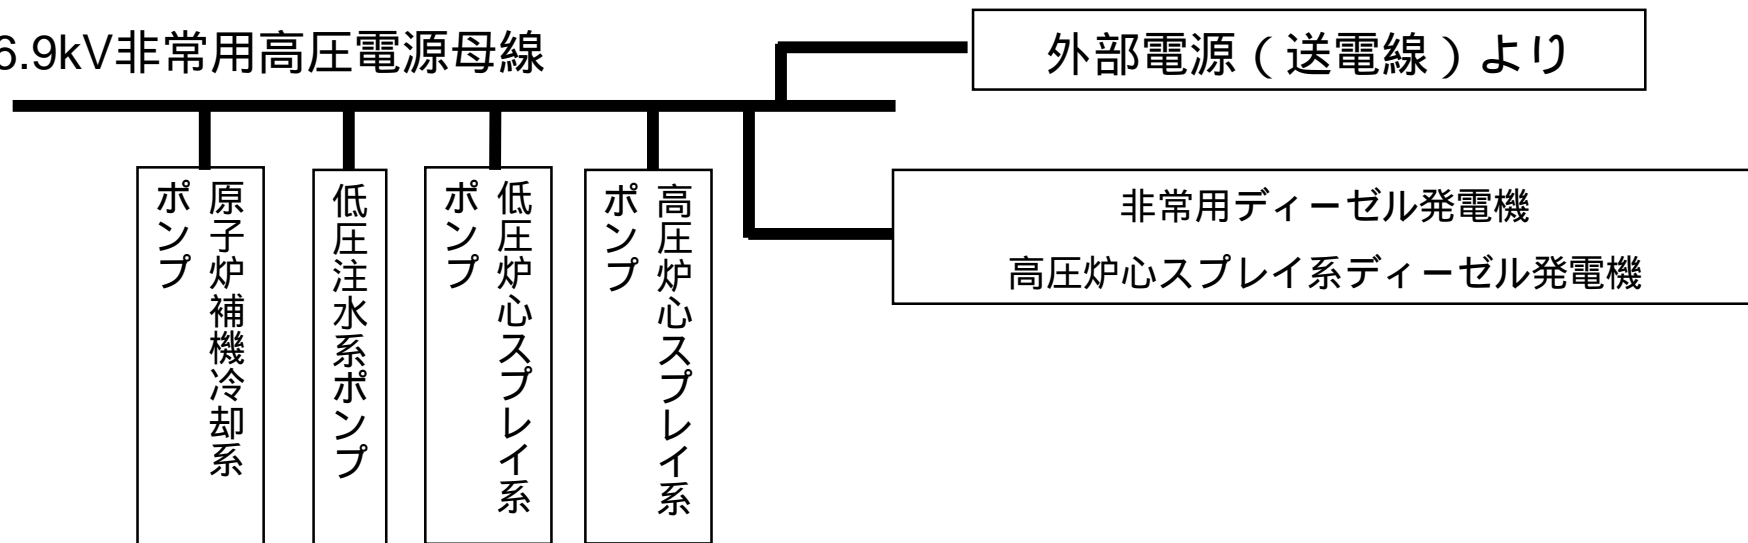 6.9kV非常用高圧電源母線
外部電源（送電線）より
原子炉補機冷却系
ポンプ
低圧注水系ポンプ
低圧炉心スプレイ系
ポンプ
高圧炉心スプレイ系
ポンプ
非常用ディーゼル発電機
高圧炉心スプレイ系ディーゼル発電機